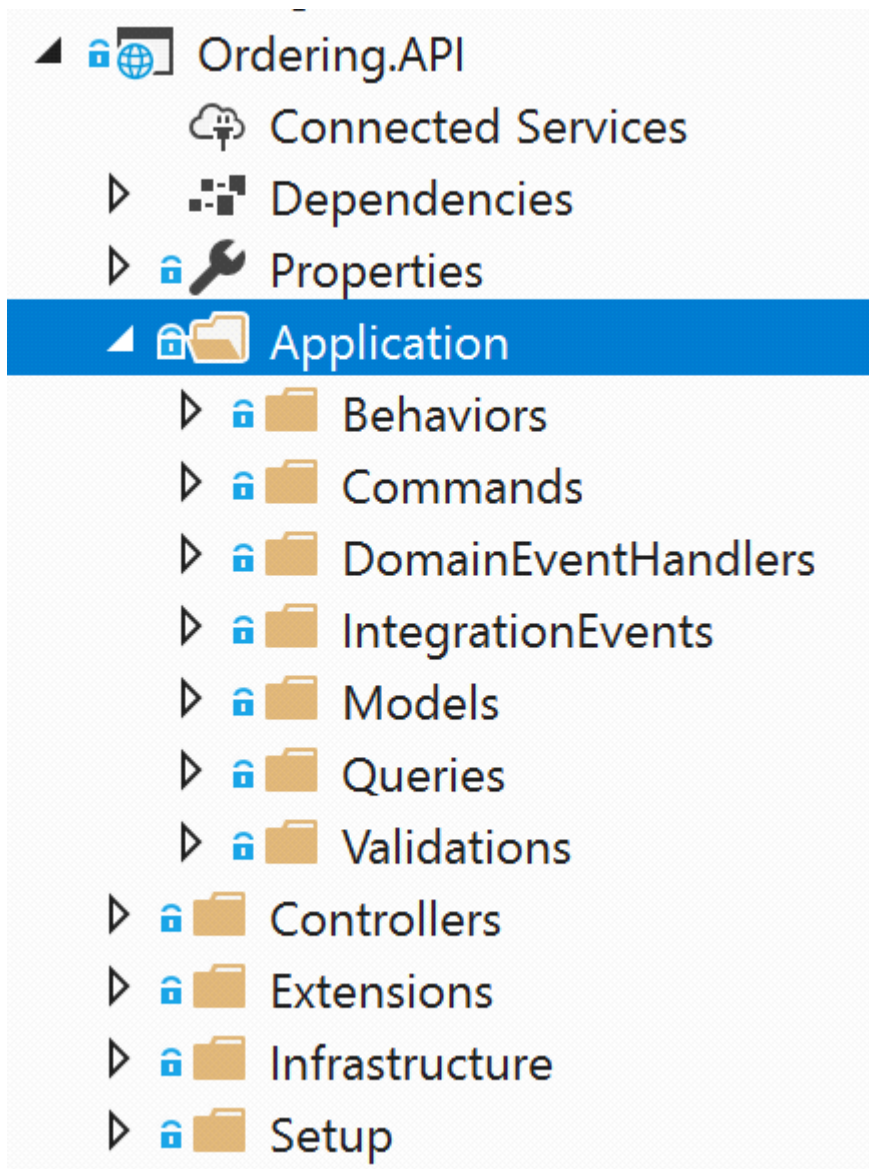 Ordering.API
Connected Services
Dependencies
Properties
Application
Behaviors
Commands
DomainEventHandlers
IntegrationEvents
Models
Queries
Validations
Controllers
Extensions
Infrastructure
Setup